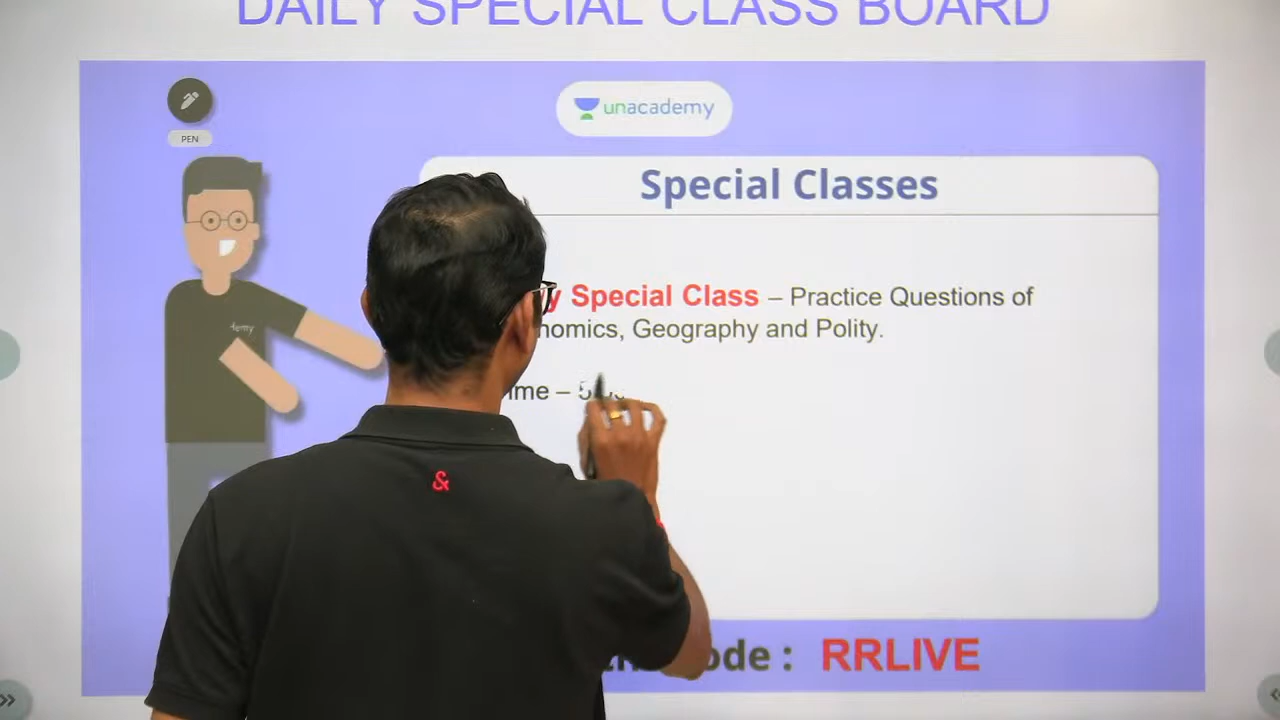 DAILY SPECIAL CLASS BOARD
PEN
unacademy
Special Classes
Special Class – Practice Questions of
Geography and Polity.
&
RRLIVE